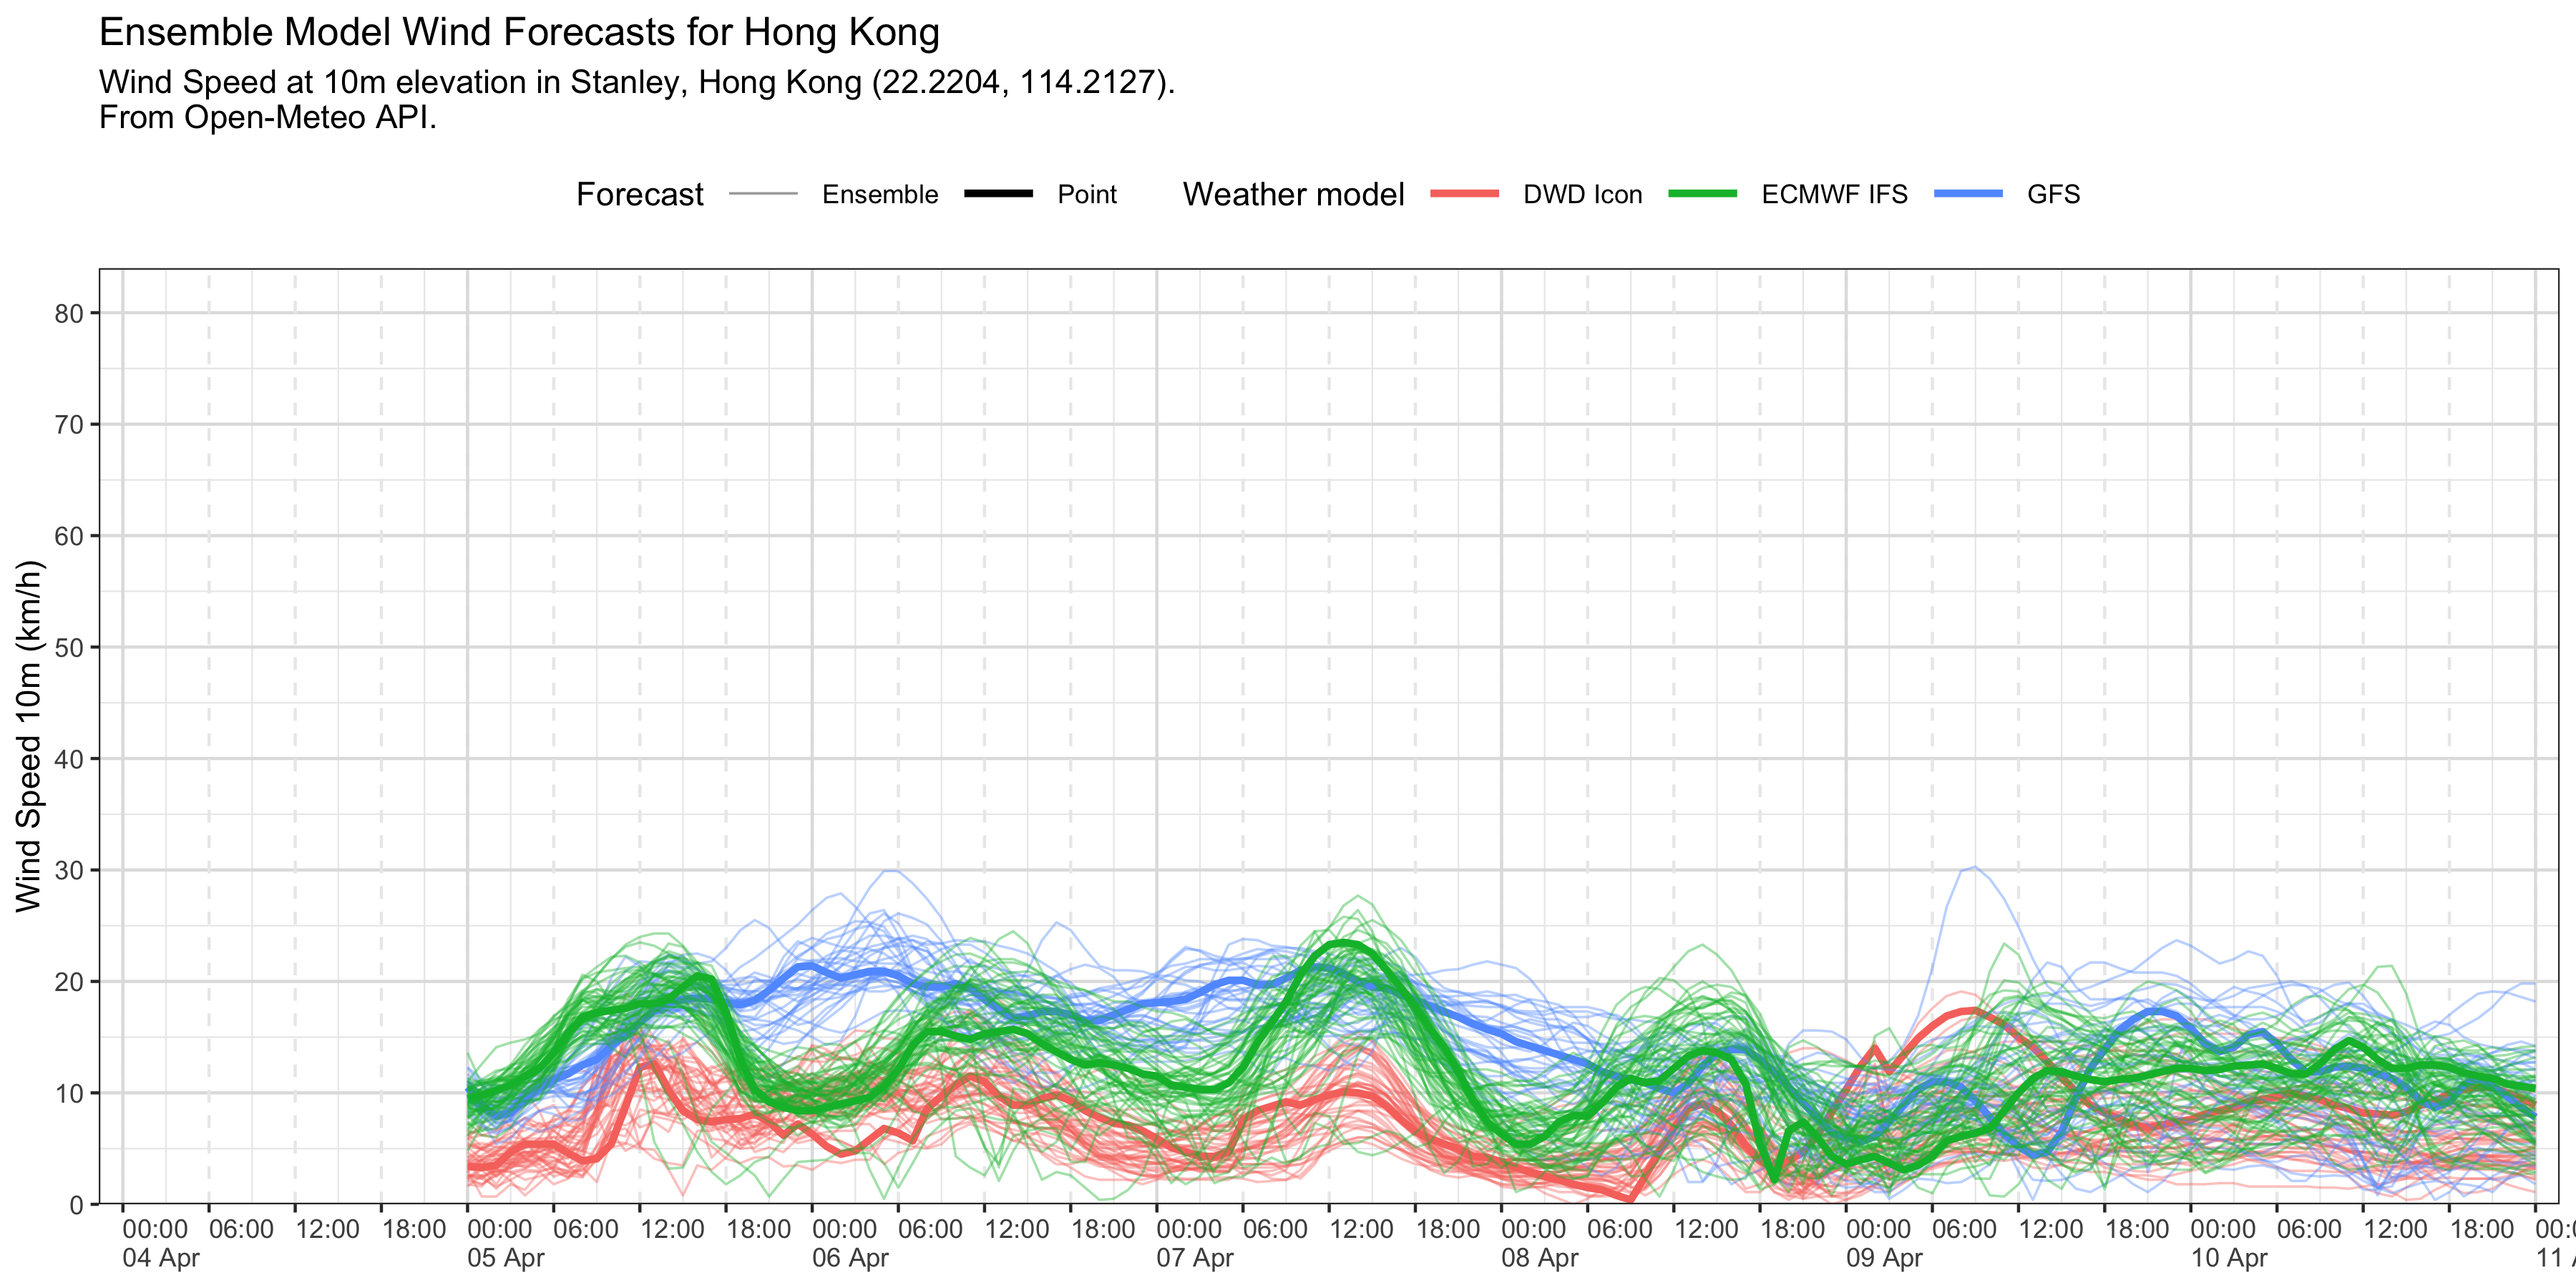 Ensemble Model Wind Forecasts for Hong Kong
Wind Speed at 10m elevation in Stanley, Hong Kong (22.2204, 114.2127).
From Open-Meteo API.
Forecast Ensemble Point Weather model DWD Icon ECMWF IFS GFS
Wind Speed 10m (km/h)
80
70
60
50
40
30
20
10
0
00:00 06:00 12:00 18:00 00:00 06:00 12:00 18:00 00:00 06:00 12:00 18:00 00:00 06:00 12:00 18:00 00:00 06:00 12:00 18:00 00:00 06:00 12:00 18:00 00:00 06:00 12:00 18:00
04 Apr 05 Apr 06 Apr 07 Apr 08 Apr 09 Apr 10 Apr 11